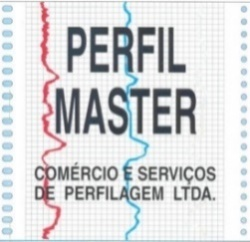 PERFIL
MASTER
COMÉRCIO E SERVIÇOS
DE PERFILAGEM LTDA.